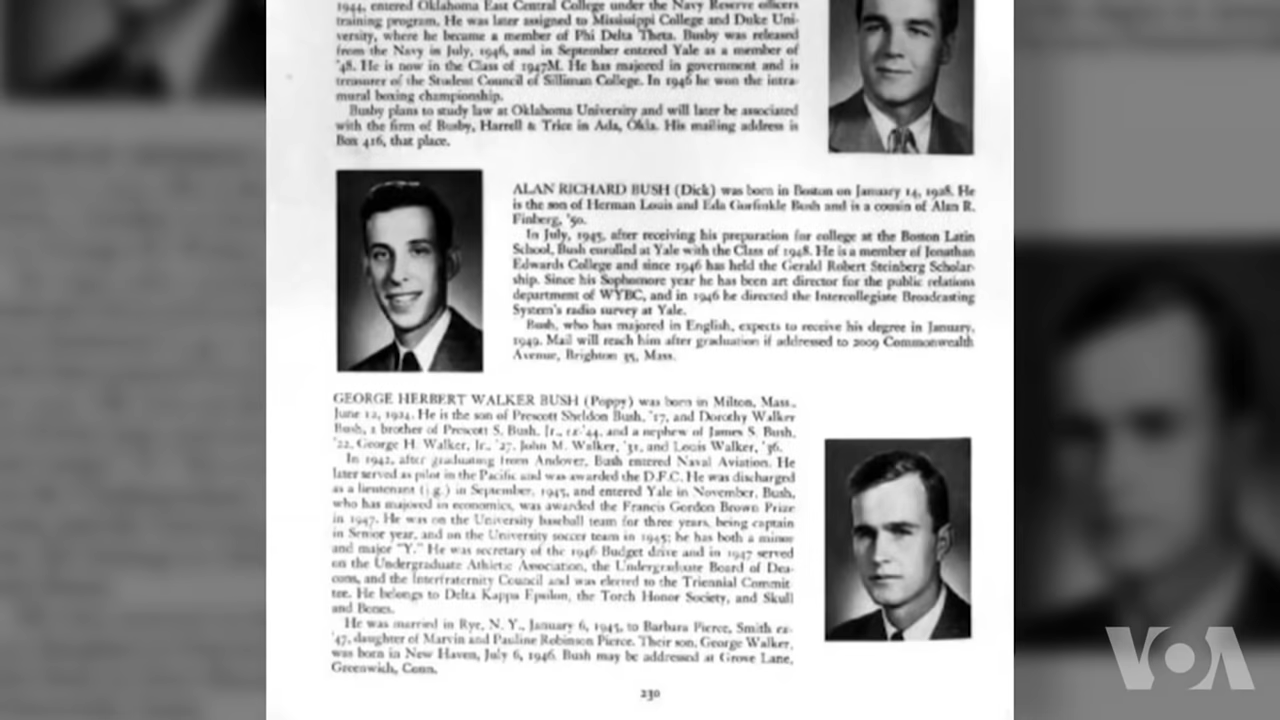 1944, entered Oklahoma East Central College under the Navy Reserve officers
training program. He was later assigned to Mississippi College and Duke Uni-
versity, where he became a member of Phi Delta Theta. Busby was released
from the Navy in July, 1946, and in September entered Yale as a member of
'48. He is now in the Class of 1947M. He has majored in government and is
treasurer of the Student Council of Silliman College. In 1946 he won the intra-
mural boxing championship.
Busby plans to study law at Oklahoma University and will later be associated
with the firm of Busby, Harrell & Trice in Ada, Okla. His mailing address is
Box 416, that place.
ALAN RICHARD BUSH (Dick) was born in Boston on January 14, 1928. He
is the son of Herman Louis and Eda Gurfinkle Bush and is a cousin of Alan R.
Finberg, '50.
In July, 1945, after receiving his preparation for college at the Boston Latin
School, Bush enrolled at Yale with the Class of 1948. He is a member of Jonathan
Edwards College and since 1946 has held the Gerald Robert Steinberg Scholar-
ship. Since his Sophomore year he has been art director for the public relations
department of WYBC, and in 1946 he directed the Intercollegiate Broadcasting
System's radio survey at Yale.
Bush, who has majored in English, expects to receive his degree in January,
1949. Mail will reach him after graduation if addressed to 2009 Commonwealth
Avenue, Brighton 35, Mass.
GEORGE HERBERT WALKER BUSH (Poppy) was born in Milton, Mass.,
June 12, 1924. He is the son of Prescott Sheldon Bush, '17, and Dorothy Walker
Bush, a brother of Prescott S. Bush, Jr., ex-'44, and a nephew of James S. Bush,
'22, George H. Walker, Jr., '27, John M. Walker, '31, and Louis Walker, '36.
In 1942, after graduating from Andover, Bush entered Naval Aviation. He
later served as pilot in the Pacific and was awarded the D.F.C. He was discharged
as a lieutenant (j.g.) in September, 1945, and entered Yale in November. Bush,
who has majored in economics, was awarded the Francis Gordon Brown Prize
in 1947. He was on the University baseball team for three years, being captain
in Senior year, and on the University soccer team in 1945; he has both a minor
and major "Y." He was secretary of the 1946 Budget drive and in 1947 served
on the Undergraduate Athletic Association, the Undergraduate Board of Dea-
cons, and the Interfraternity Council and was elected to the Triennial Commit-
tee. He belongs to Delta Kappa Epsilon, the Torch Honor Society, and Skull
and Bones.
He was married in Rye, N. Y., January 6, 1945, to Barbara Pierce, Smith ex-
'47, daughter of Marvin and Pauline Robinson Pierce. Their son, George Walker,
was born in New Haven, July 6, 1946. Bush may be addressed at Grove Lane,
Greenwich, Conn.
230
VOA